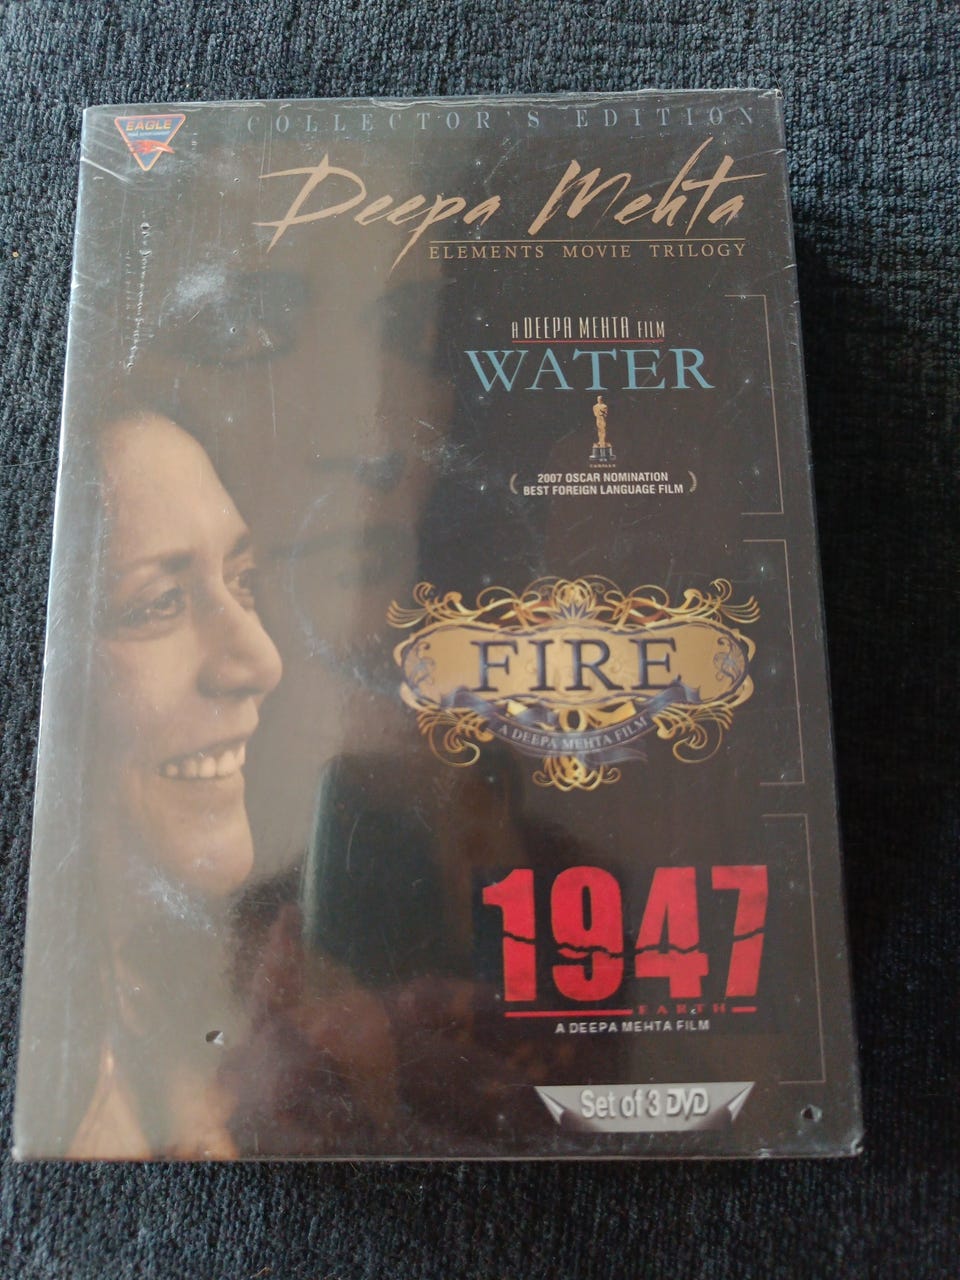 EAGLE
COLLECTOR'S EDITION
Deepa Mehta
ELEMENTS MOVIE TRILOGY
A DEEPA MEHTA FILM
WATER
2007 OSCAR NOMINATION
BEST FOREIGN LANGUAGE FILM
FIRE
A DEEPA MEHTA FILM
1947
EARTH
A DEEPA MEHTA FILM
Set of 3 DVD